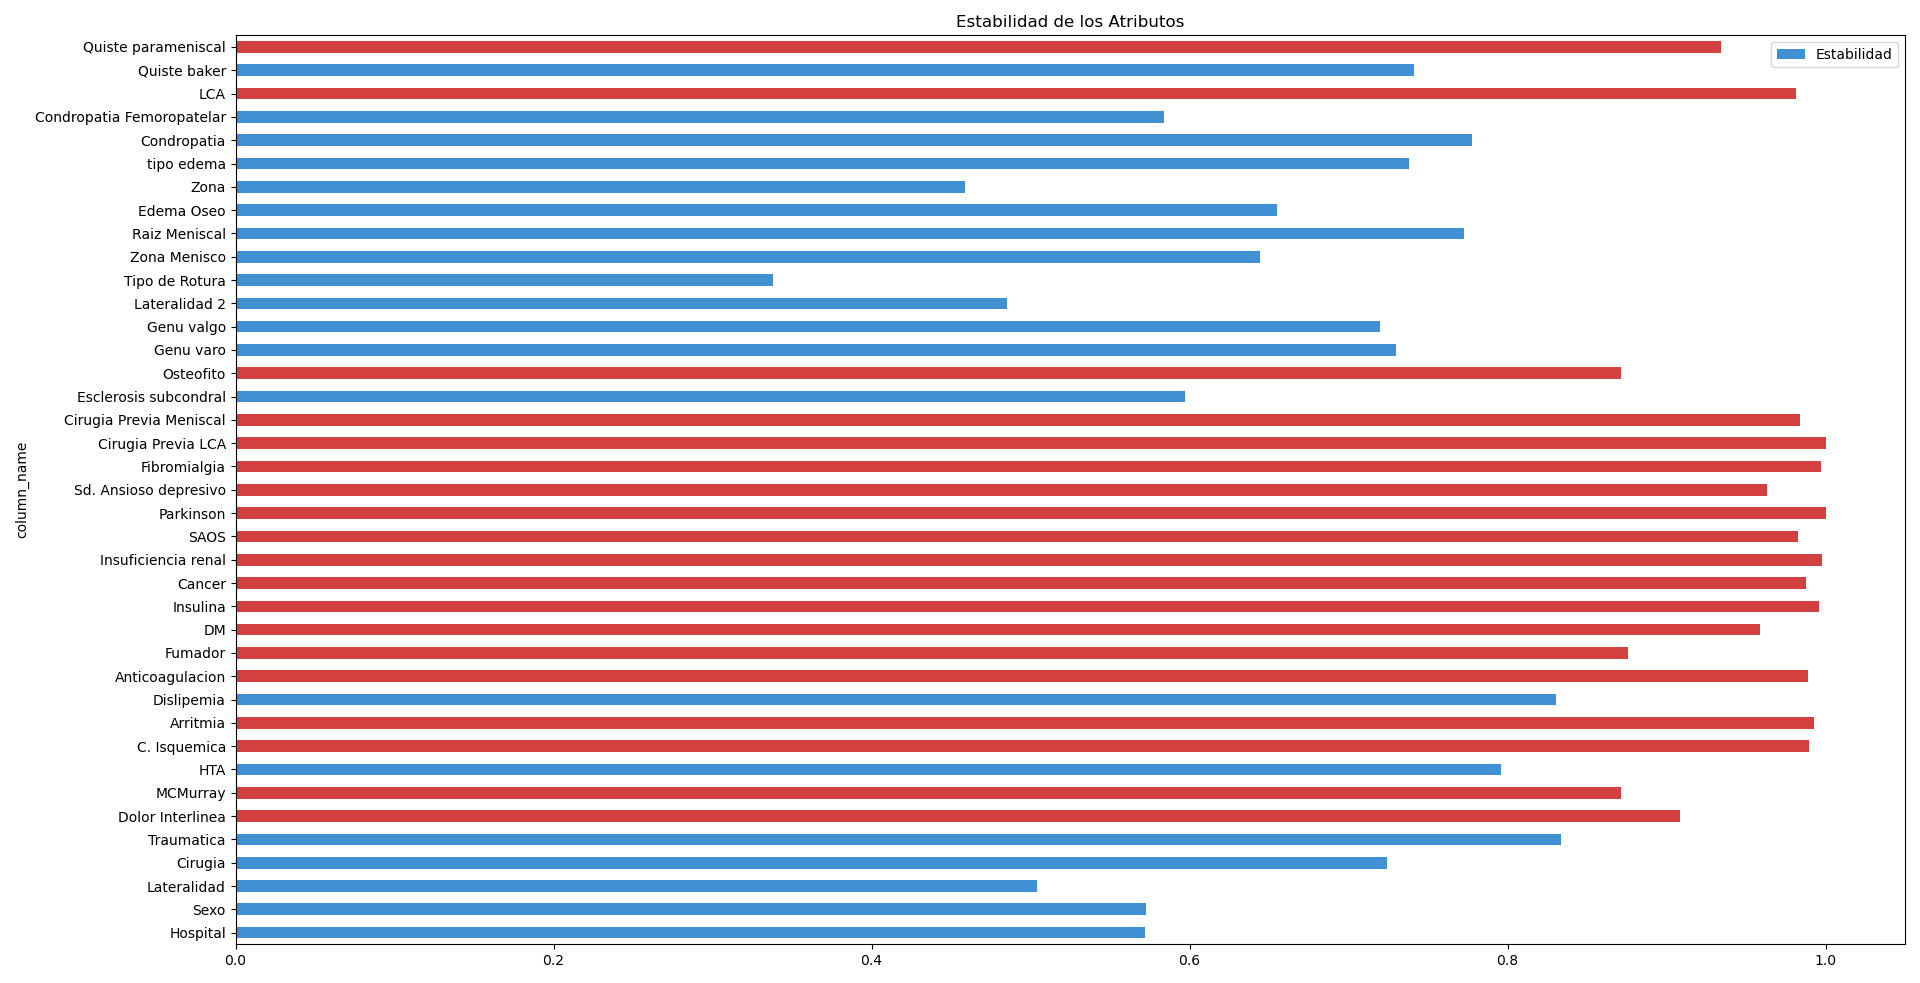 Estabilidad de los Atributos
Estabilidad
column_name
Quiste parameniscal
Quiste baker
LCA
Condropatia Femoropatelar
Condropatia
tipo edema
Zona
Edema Oseo
Raiz Meniscal
Zona Menisco
Tipo de Rotura
Lateralidad 2
Genu valgo
Genu varo
Osteofito
Esclerosis subcondral
Cirugia Previa Meniscal
Cirugia Previa LCA
Fibromialgia
Sd. Ansioso depresivo
Parkinson
SAOS
Insuficiencia renal
Cancer
Insulina
DM
Fumador
Anticoagulacion
Dislipemia
Arritmia
C. Isquemica
HTA
MCMurray
Dolor Interlinea
Traumatica
Cirugia
Lateralidad
Sexo
Hospital
0.0 0.2 0.4 0.6 0.8 1.0